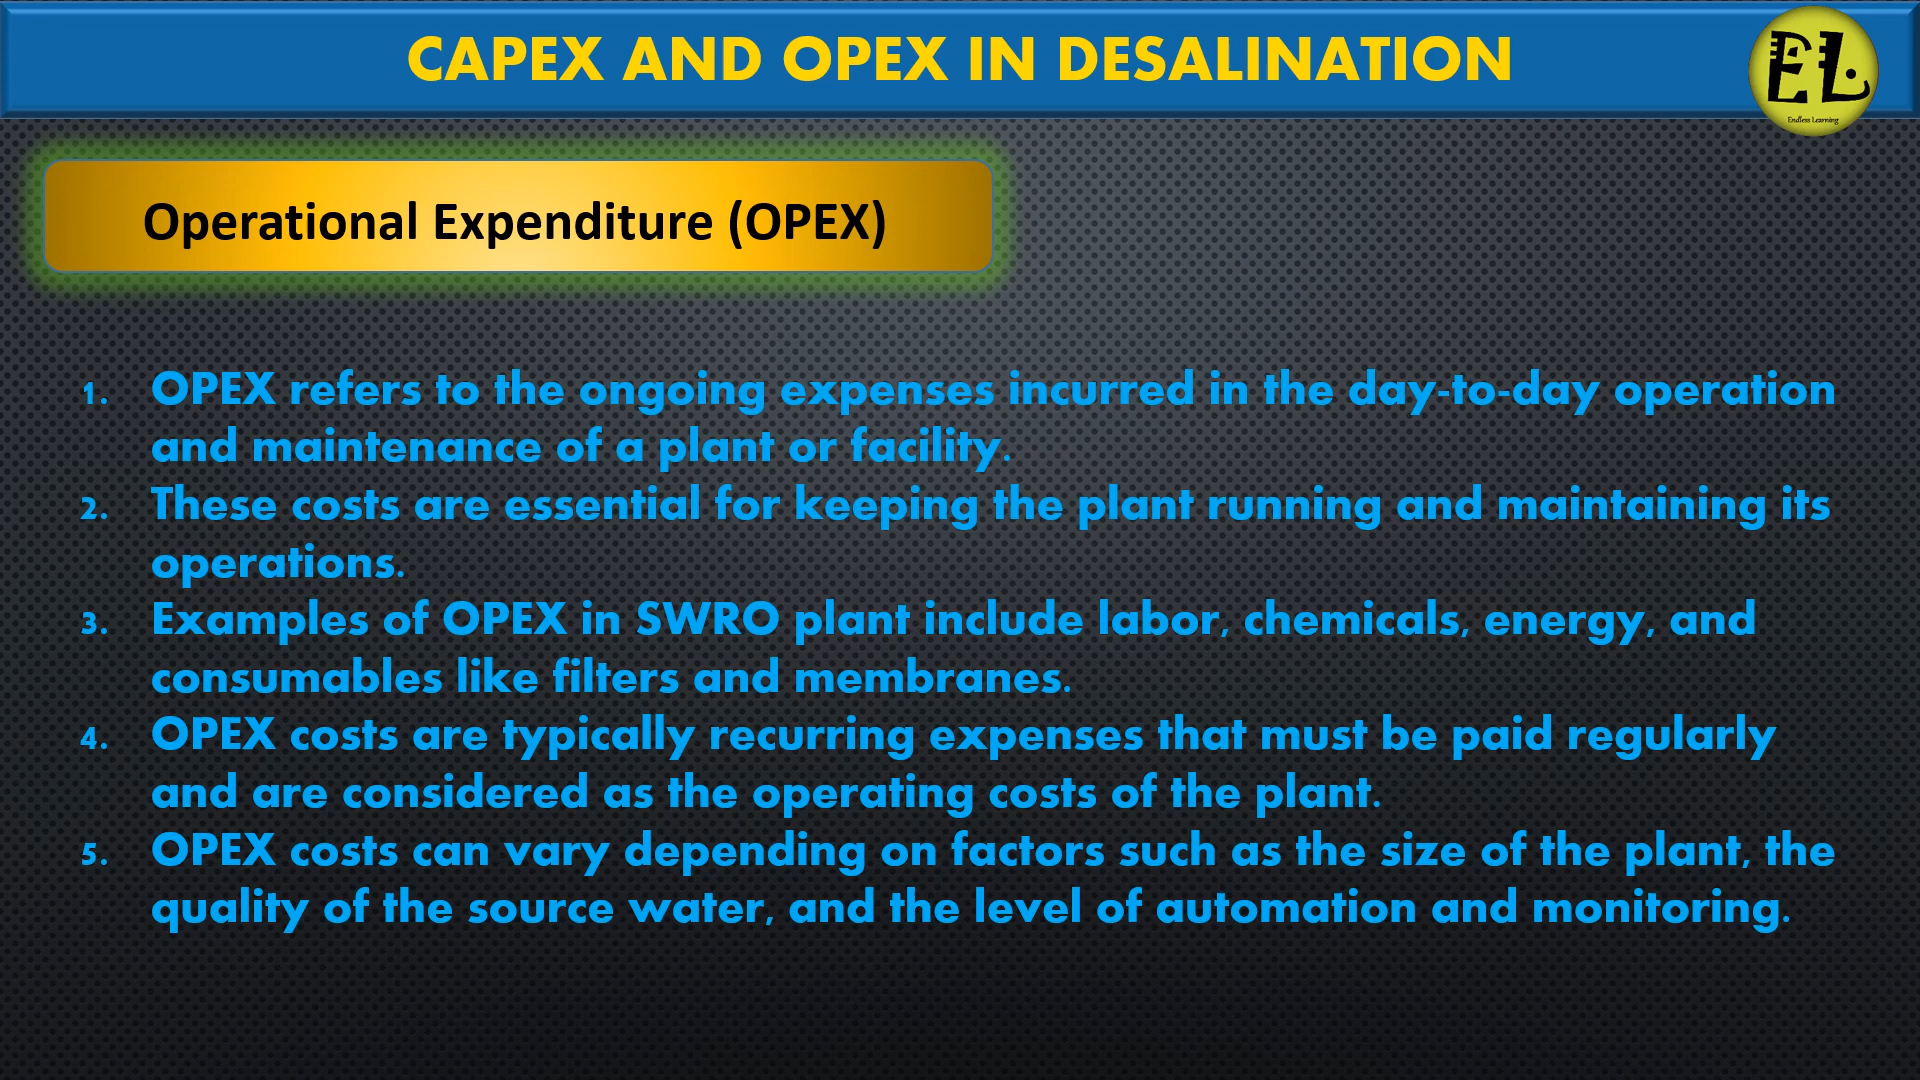 CAPEX AND OPEX IN DESALINATION
EL
Endless Learning
Operational Expenditure (OPEX)
1. OPEX refers to the ongoing expenses incurred in the day-to-day operation
and maintenance of a plant or facility.
2. These costs are essential for keeping the plant running and maintaining its
operations.
3. Examples of OPEX in SWRO plant include labor, chemicals, energy, and
consumables like filters and membranes.
4. OPEX costs are typically recurring expenses that must be paid regularly
and are considered as the operating costs of the plant.
5. OPEX costs can vary depending on factors such as the size of the plant, the
quality of the source water, and the level of automation and monitoring.